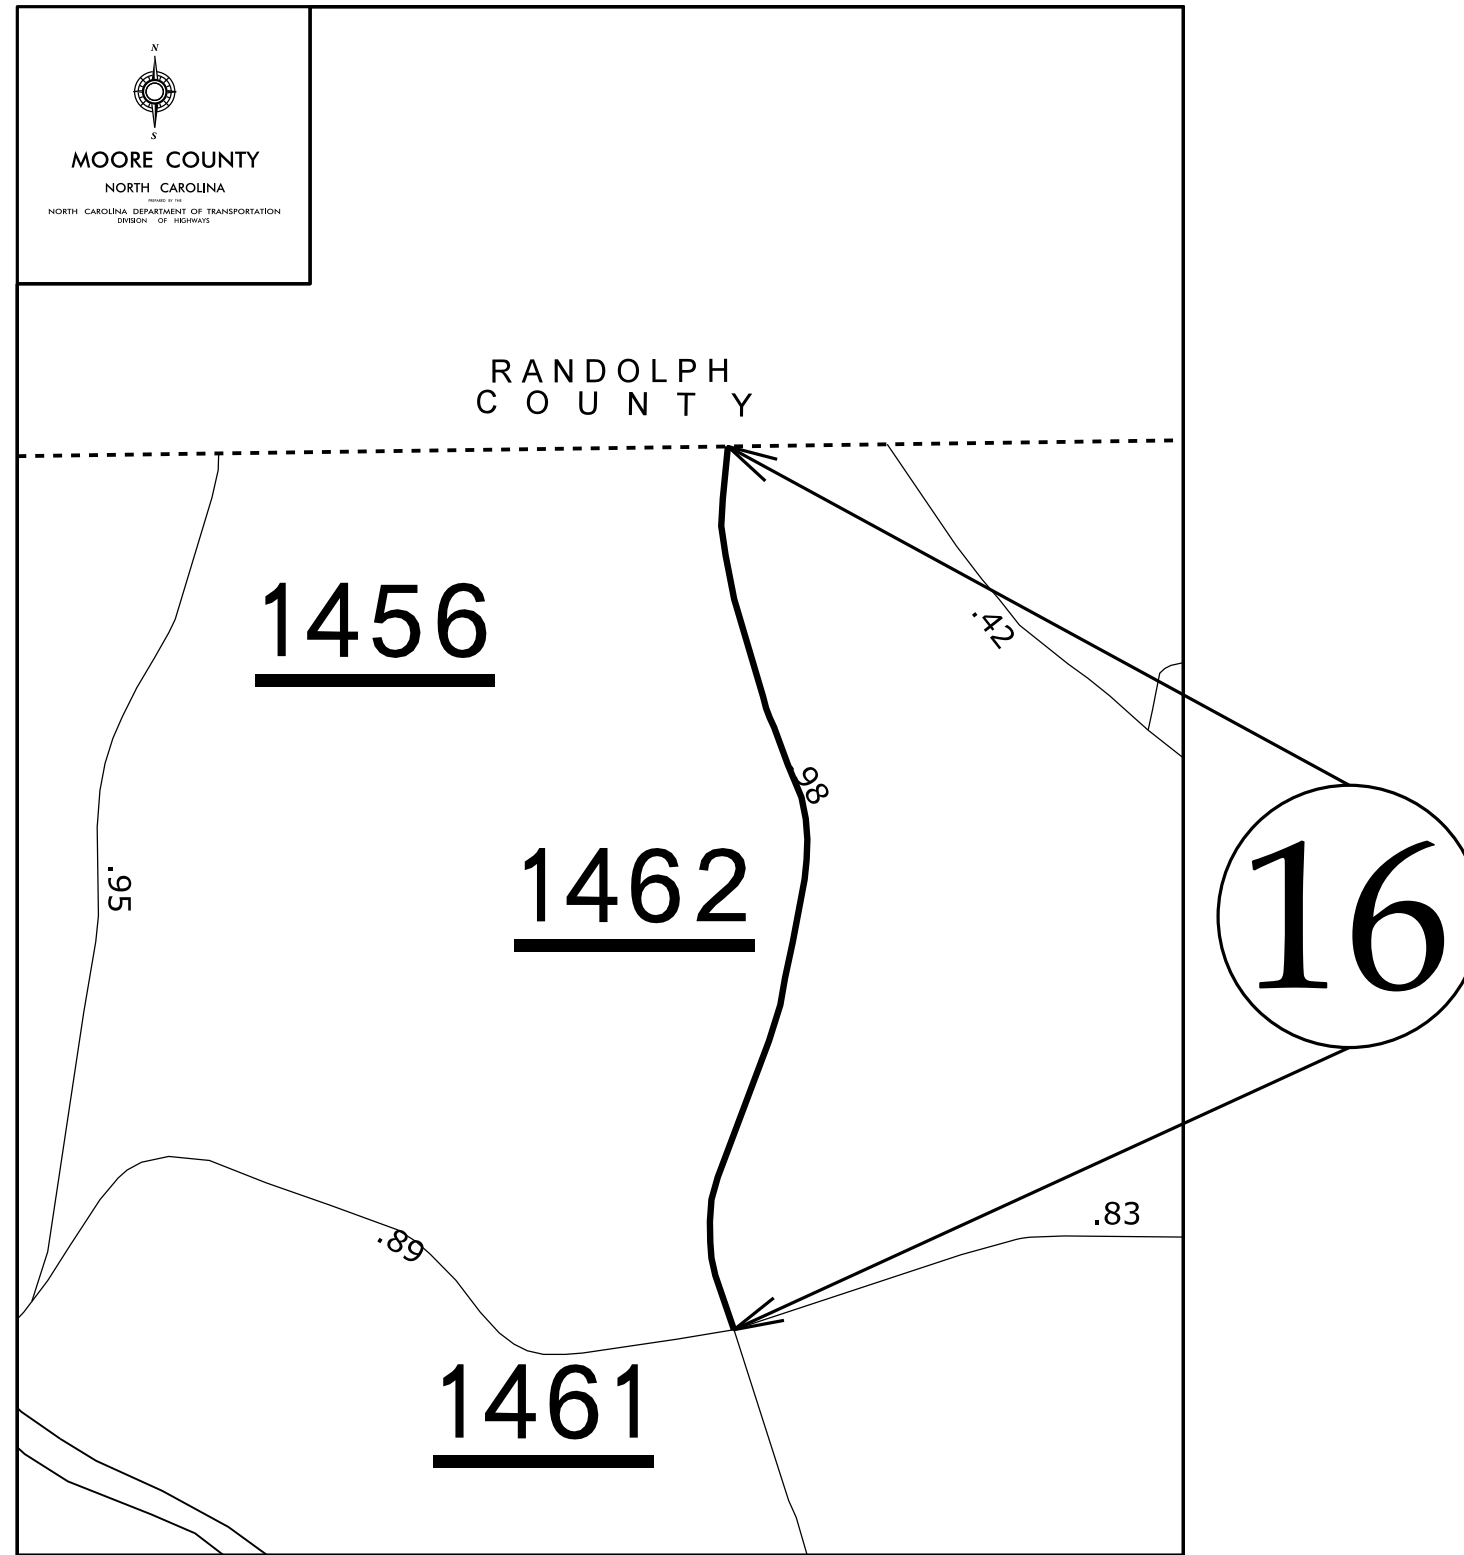 N
S
MOORE COUNTY
NORTH CAROLINA
PREPARED BY THE
NORTH CAROLINA DEPARTMENT OF TRANSPORTATION
DIVISION OF HIGHWAYS
RANDOLPH
COUNTY
1456
.42
.98
1462
.95
16
.83
.89
1461